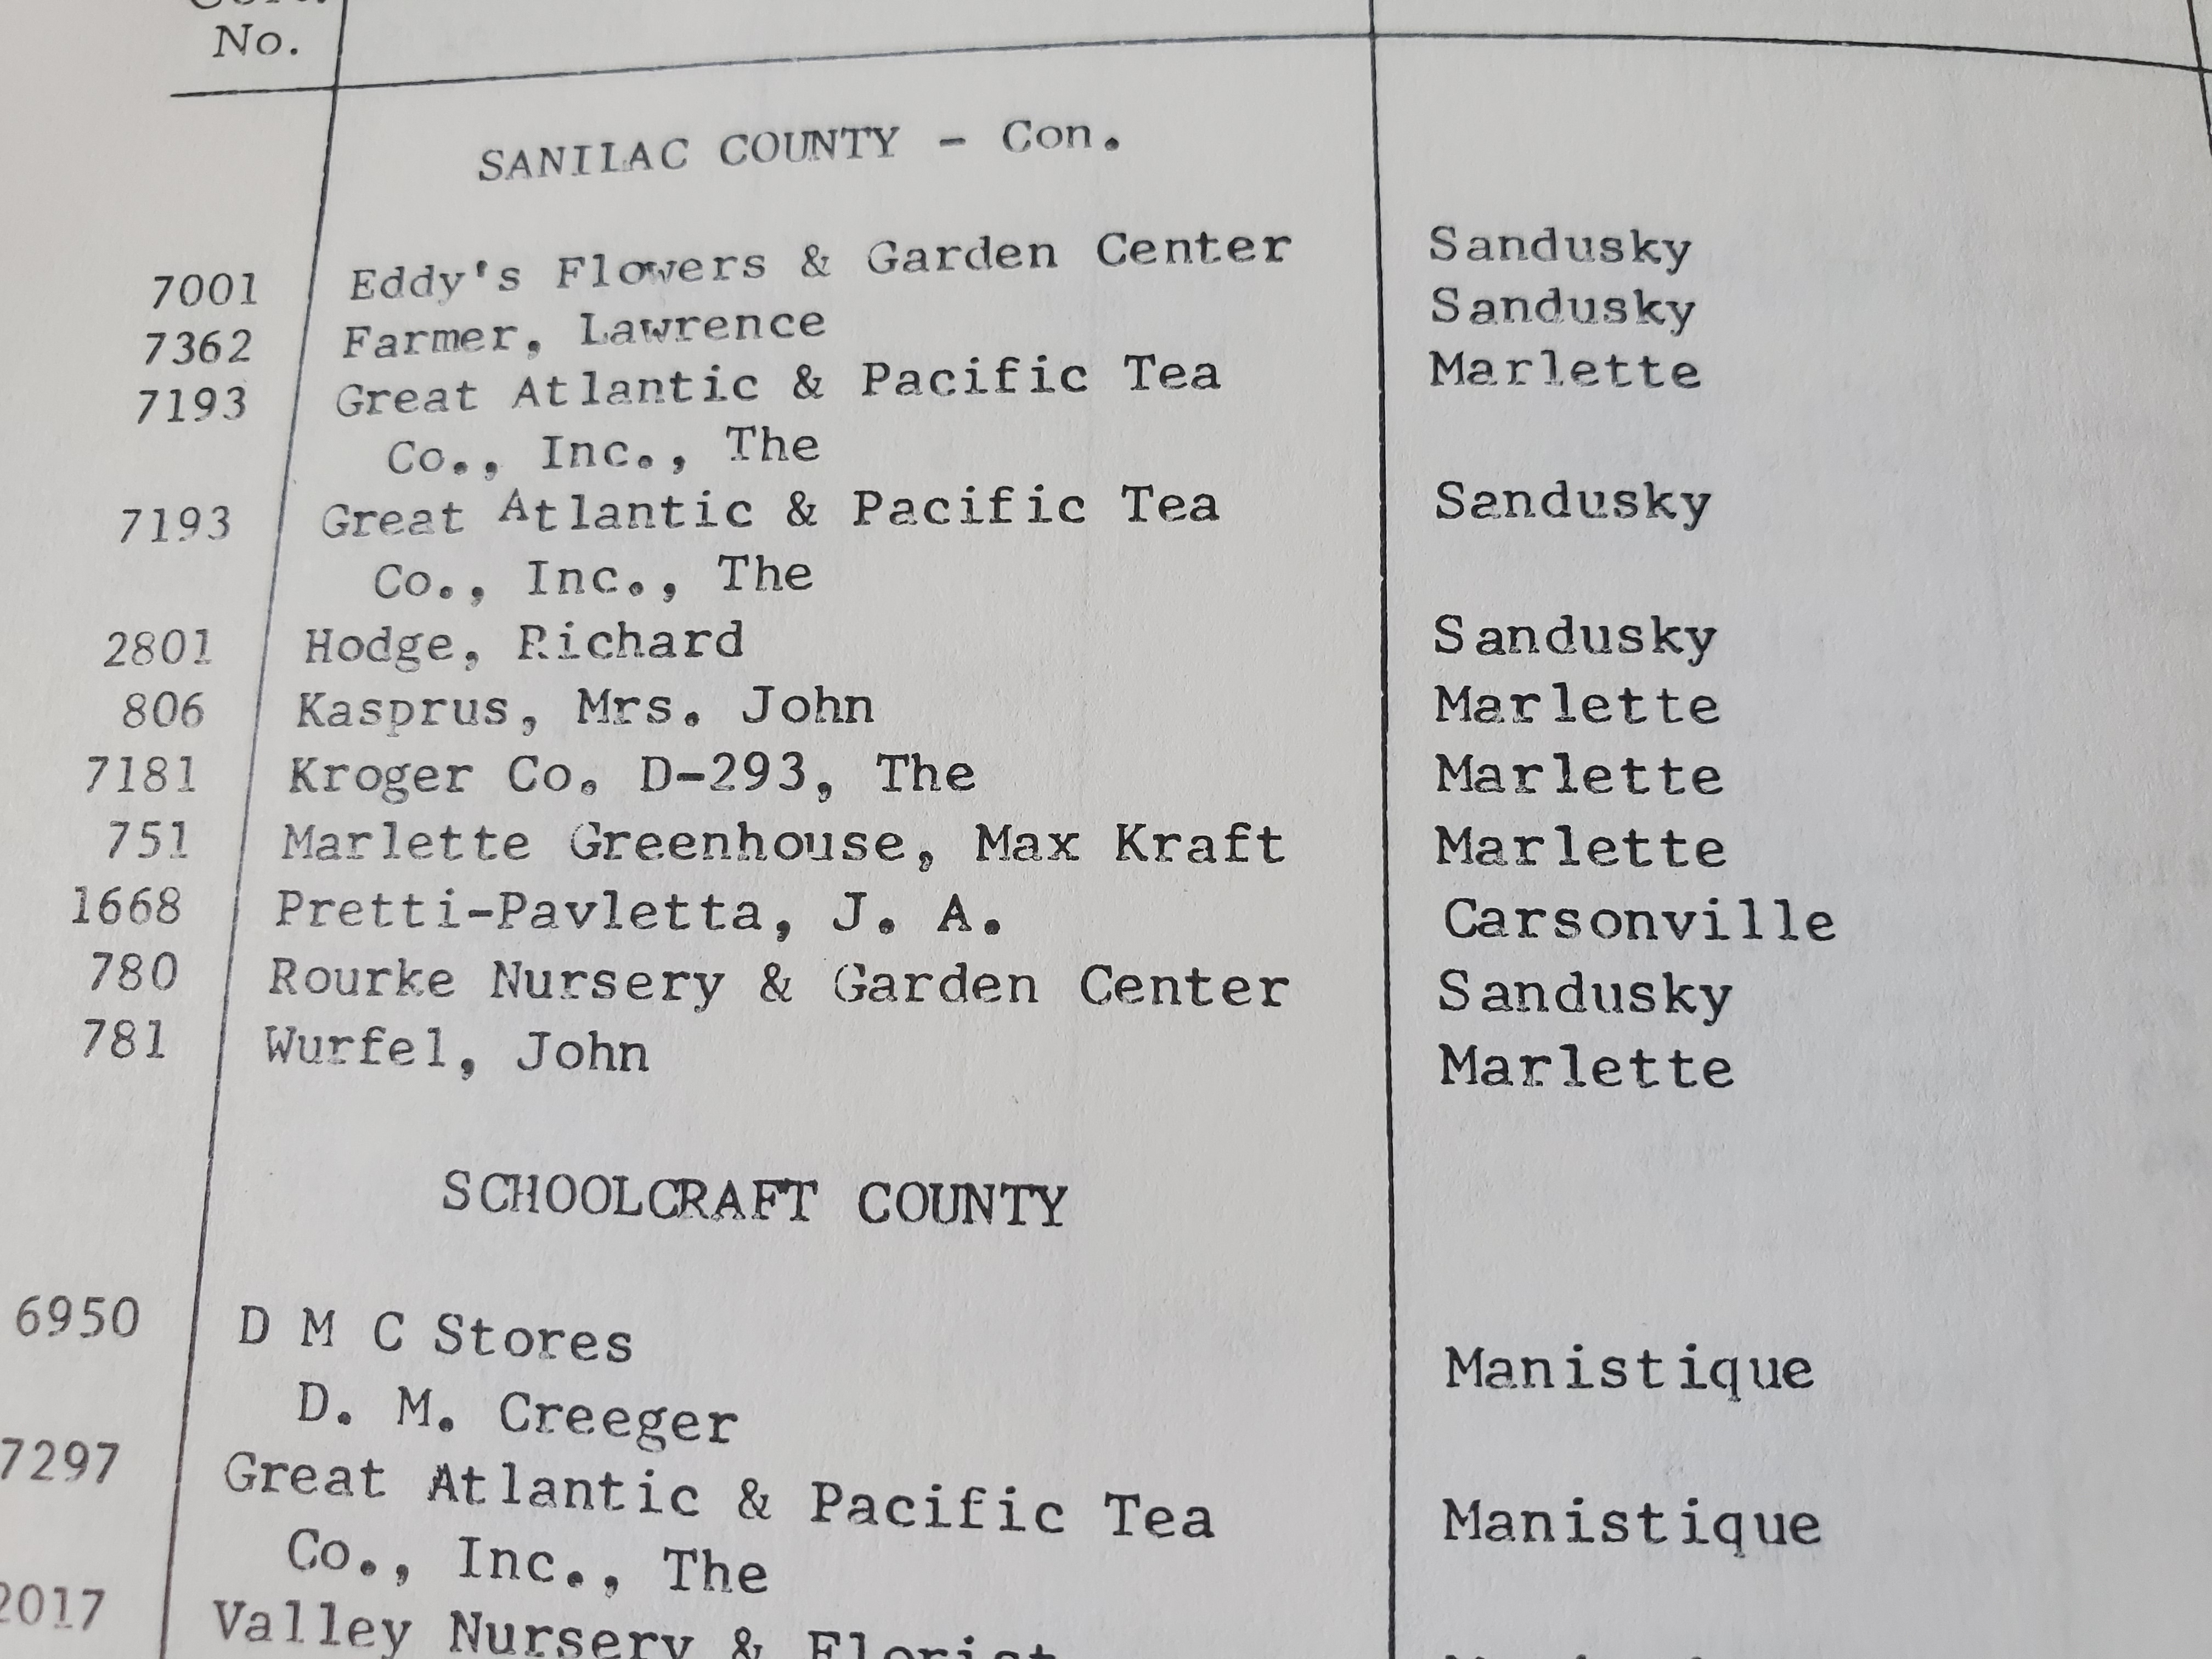 No.
SANILAC COUNTY - Con.
7001 Eddy's Flowers & Garden Center Sandusky
7362 Farmer, Lawrence Sandusky
7193 Great Atlantic & Pacific Tea Marlette
Co., Inc., The
7193 Great Atlantic & Pacific Tea Sandusky
Co., Inc., The
2801 Hodge, Richard Sandusky
806 Kasprus, Mrs. John Marlette
7181 Kroger Co. D-293, The Marlette
751 Marlette Greenhouse, Max Kraft Marlette
1668 Pretti-Pavletta, J. A. Carsonville
780 Rourke Nursery & Garden Center Sandusky
781 Wurfel, John Marlette
SCHOOLCRAFT COUNTY
6950 D M C Stores Manistique
D. M. Creeger
7297 Great Atlantic & Pacific Tea Manistique
Co., Inc., The
2017 Valley Nursery & Florist